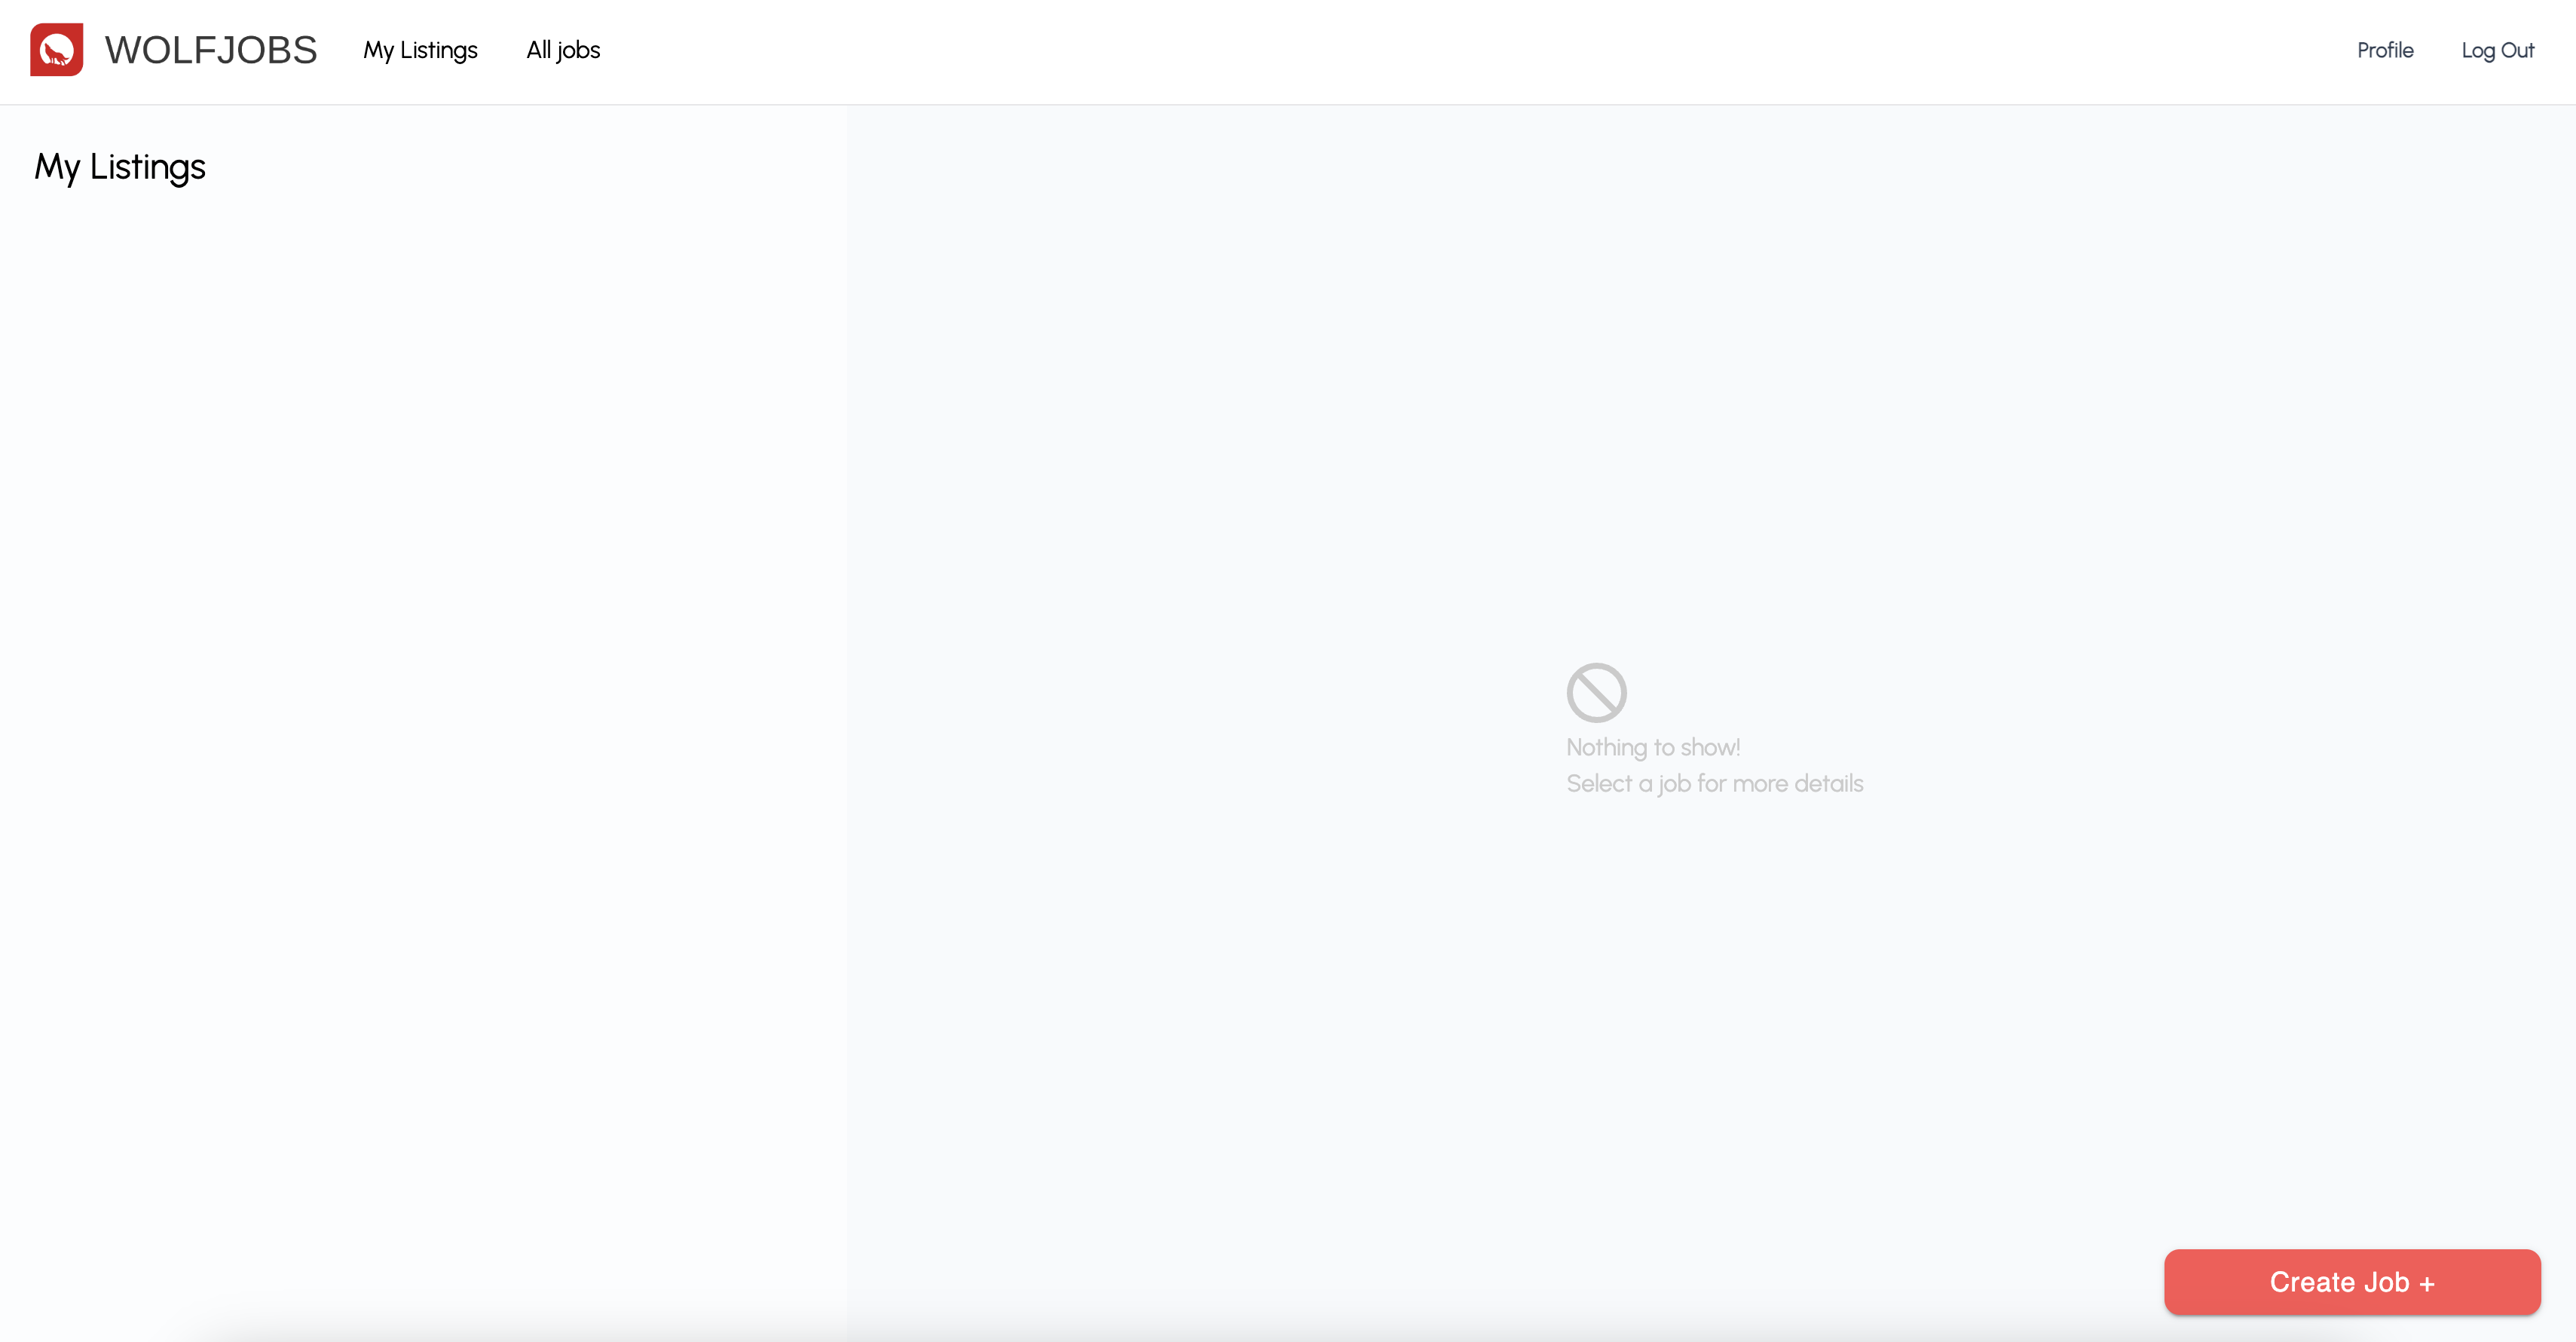 WOLFJOBS My Listings All jobs Profile Log Out
My Listings
Nothing to show!
Select a job for more details
Create Job +